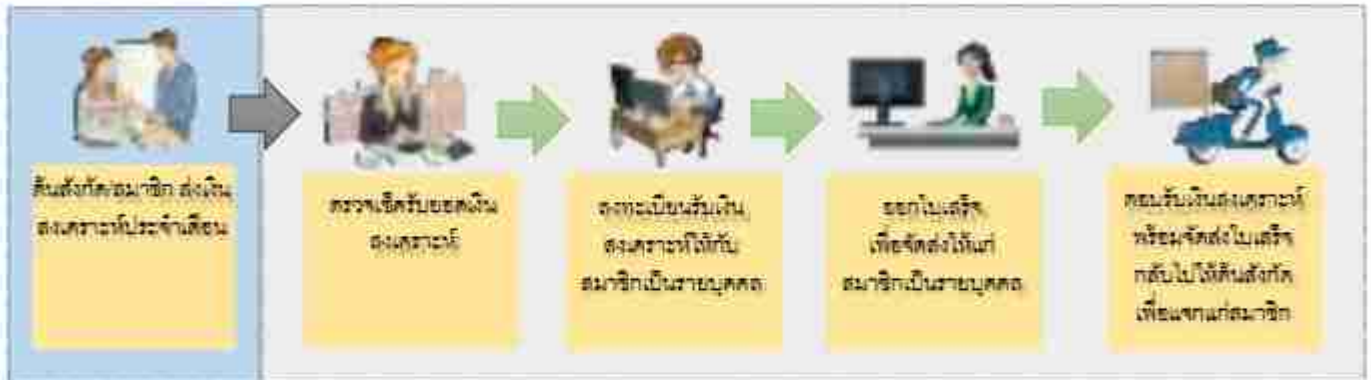 ต้นสังกัด/สมาชิก ส่งเงิน
สงเคราะห์ประจำเดือน
ตรวจเช็ครับยอดเงิน
สงเคราะห์
ลงทะเบียนรับเงิน
สงเคราะห์ให้กับ
สมาชิกเป็นรายบุคคล
ออกใบเสร็จ
เพื่อจัดส่งให้แก่
สมาชิกเป็นรายบุคคล
ตอบรับเงินสงเคราะห์
พร้อมจัดส่งใบเสร็จ
กลับไปให้ต้นสังกัด
เพื่อแจกแก่สมาชิก